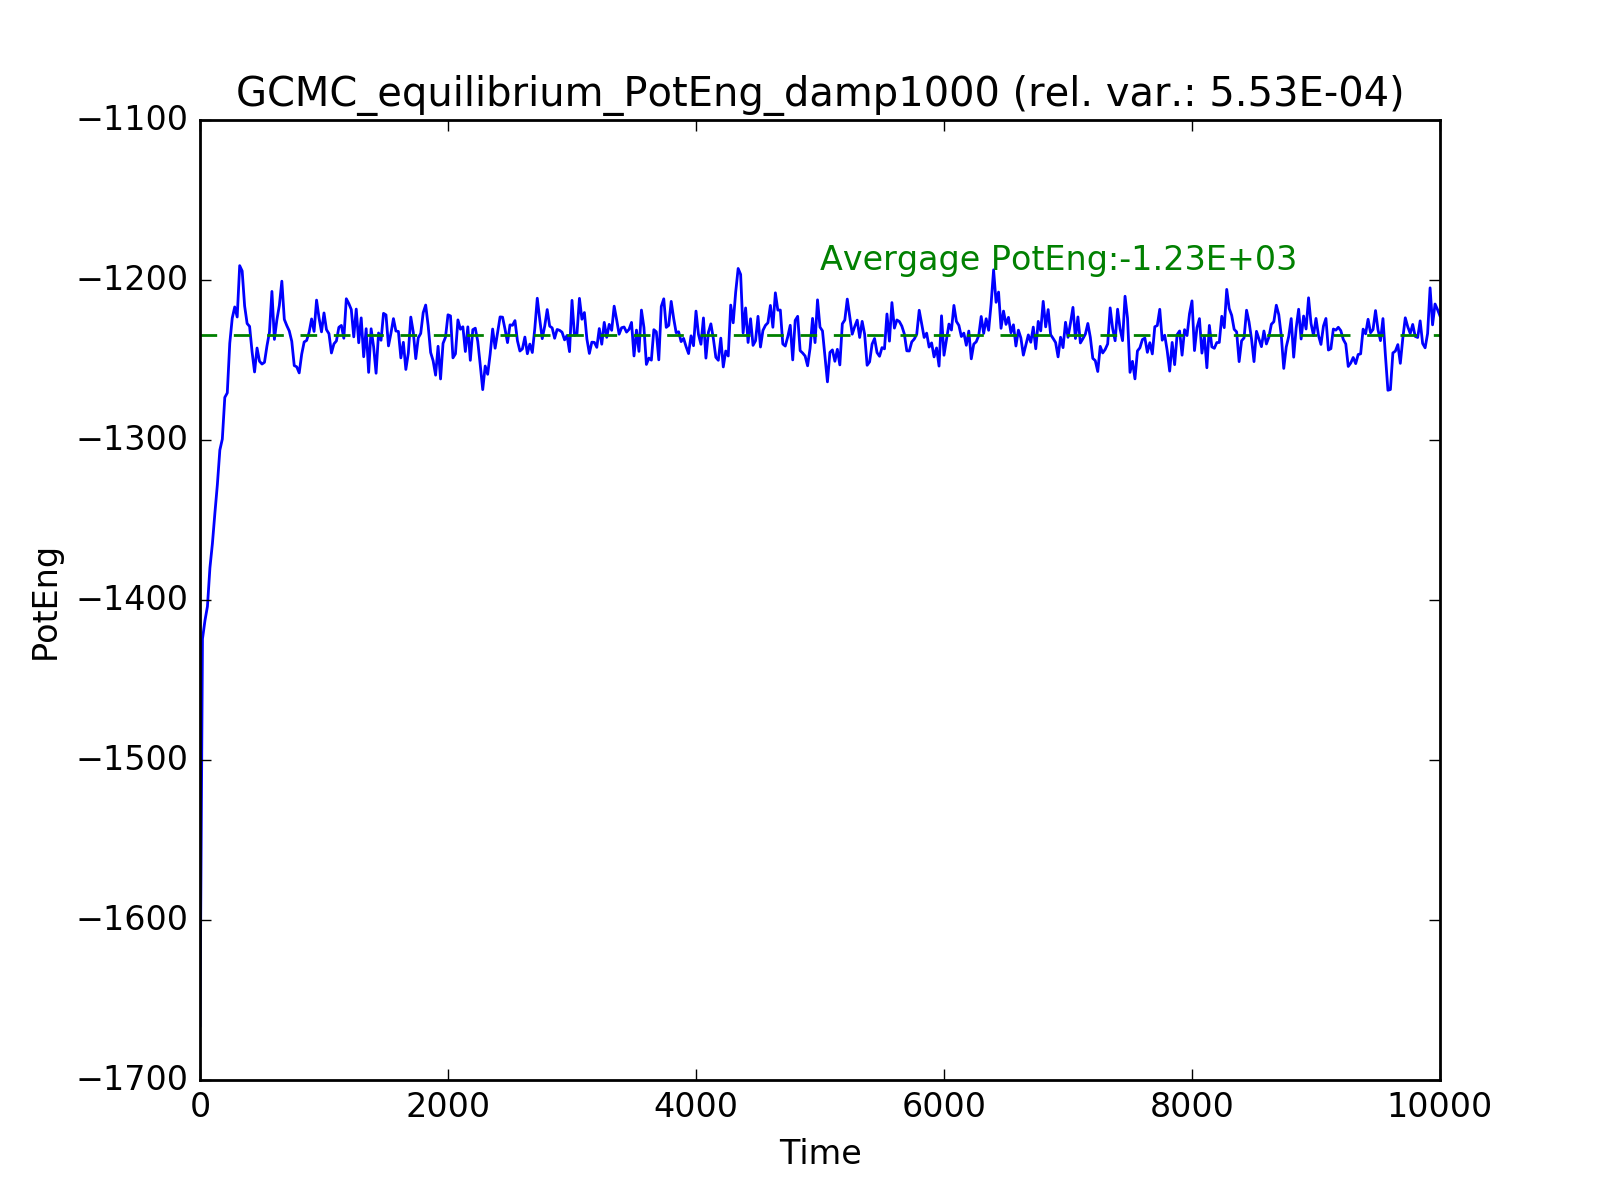 GCMC_equilibrium_PotEng_damp1000 (rel. var.: 5.53E-04)
−1100
−1200
−1300
−1400
−1500
−1600
−1700
PotEng
Avergage PotEng:-1.23E+03
0 2000 4000 6000 8000 10000
Time